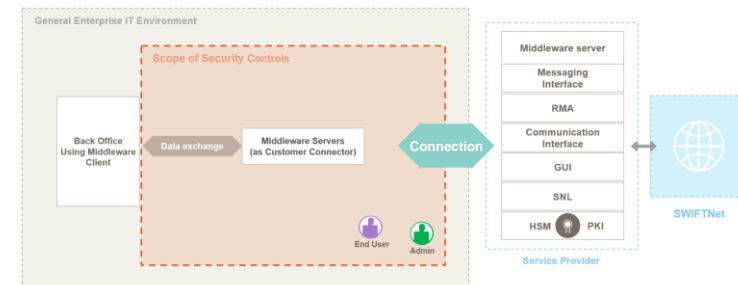 General Enterprise IT Environment
Scope of Security Controls
Back Office
Using Middleware
Client
Data exchange
Middleware Servers
(as Customer Connector)
End User
Admin
Connection
Middleware server
Messaging
Interface
RMA
Communication
Interface
GUI
SNL
HSM
PKI
Service Provider
SWIFTNet